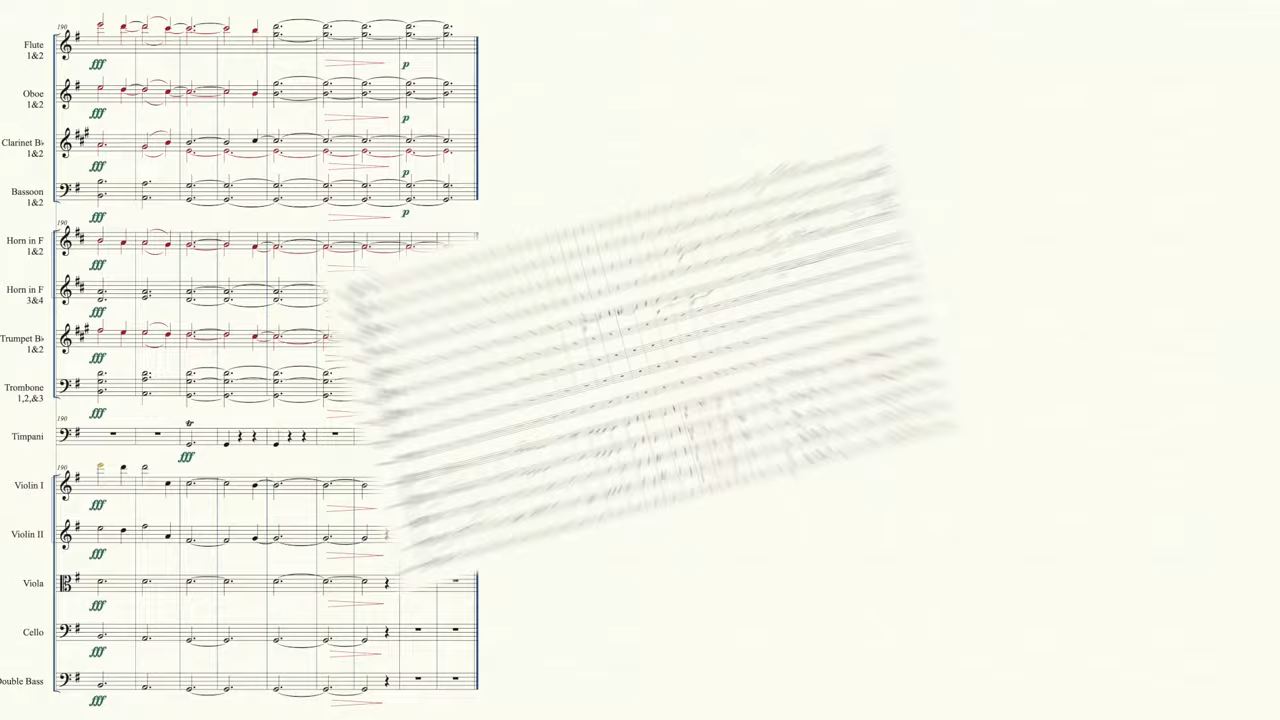 190
Flute
1&2
fff
p
Oboe
1&2
fff
p
Clarinet B♭
1&2
fff
p
Bassoon
1&2
fff
p
190
Horn in F
1&2
fff
Horn in F
3&4
fff
Trumpet B♭
1&2
fff
Trombone
1,2,&3
fff
190
Timpani
tr
fff
190
Violin I
fff
Violin II
fff
Viola
fff
Cello
fff
Double Bass
fff